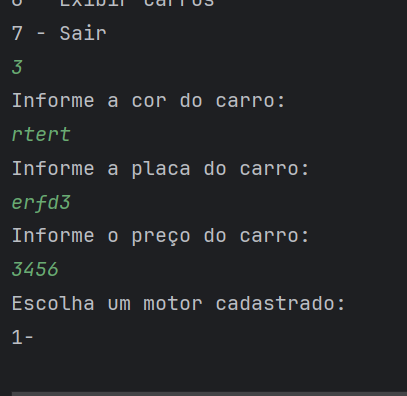 6 - Exibir carros
7 - Sair
3
Informe a cor do carro:
rtert
Informe a placa do carro:
erfd3
Informe o preço do carro:
3456
Escolha um motor cadastrado:
1-